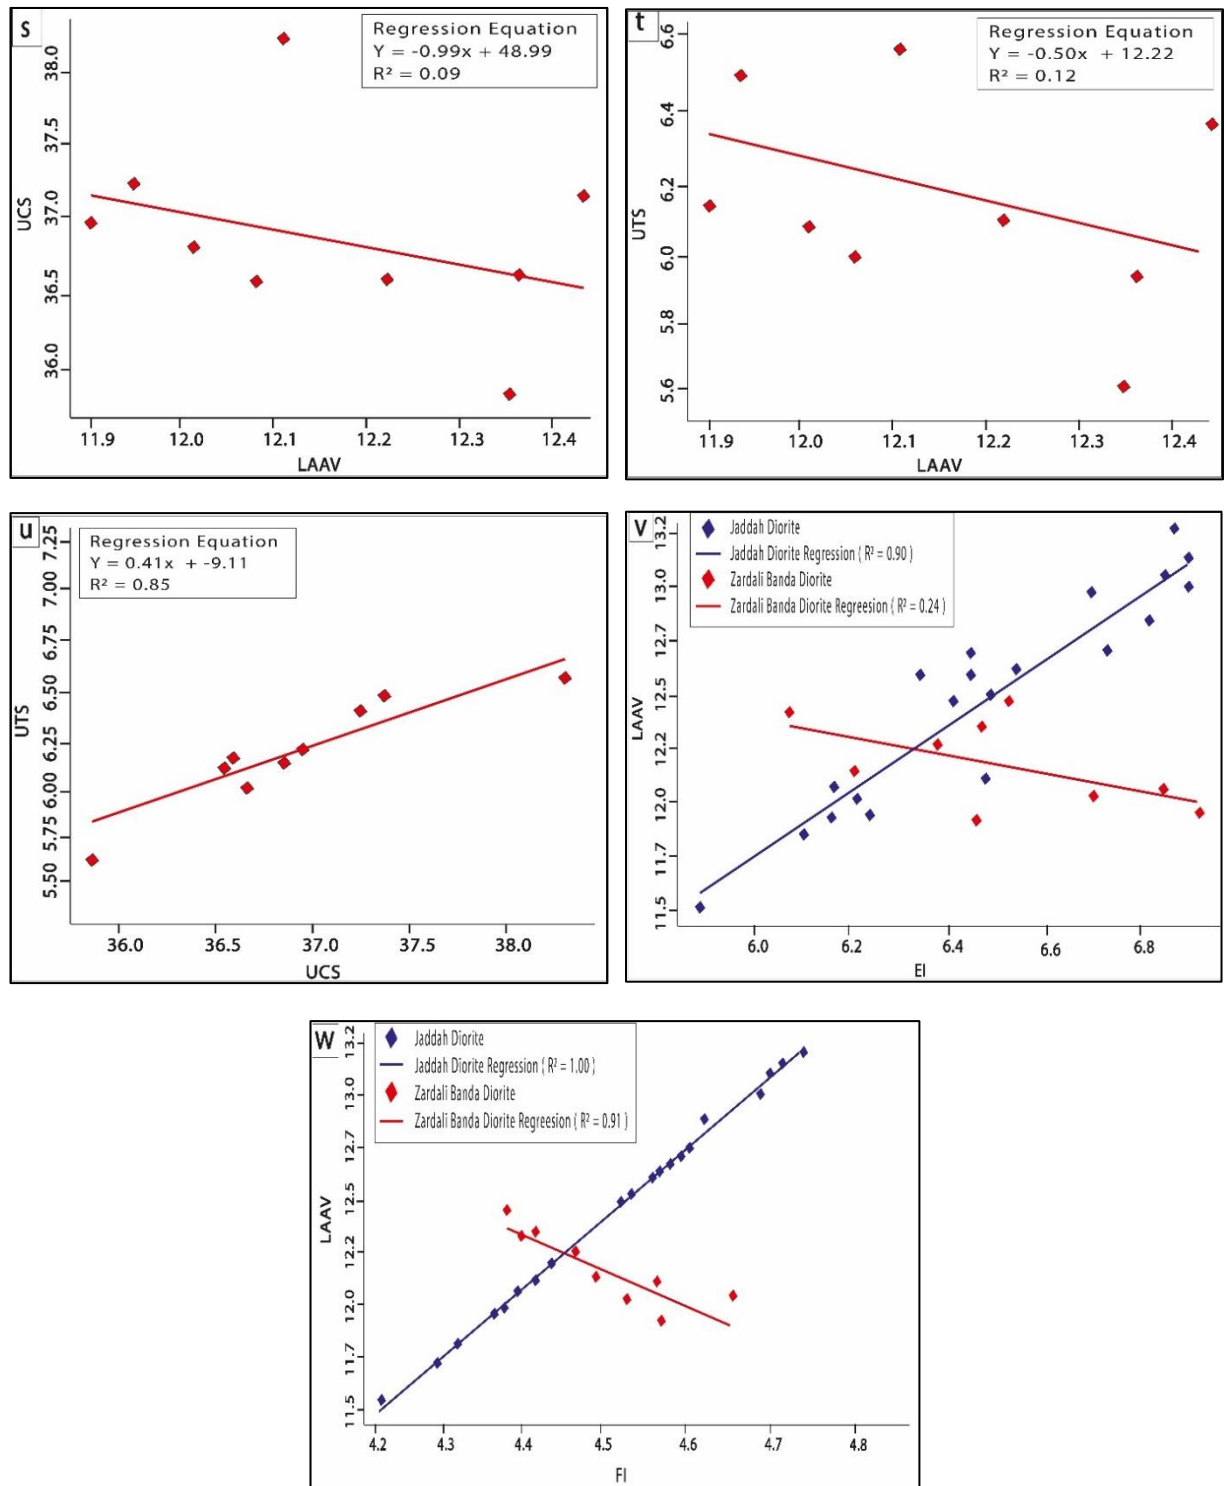 s
Regression Equation
Y = -0.99x + 48.99
R² = 0.09
UCS
38.0
37.5
37.0
36.5
36.0
11.9 12.0 12.1 12.2 12.3 12.4
LAAV
t
Regression Equation
Y = -0.50x + 12.22
R² = 0.12
UTS
6.6
6.4
6.2
6.0
5.8
5.6
11.9 12.0 12.1 12.2 12.3 12.4
LAAV
u
Regression Equation
Y = 0.41x + -9.11
R² = 0.85
UTS
7.25
7.00
6.75
6.50
6.25
6.00
5.75
5.50
36.0 36.5 37.0 37.5 38.0
UCS
v
Jaddah Diorite
Jaddah Diorite Regression ( R² = 0.90 )
Zardali Banda Diorite
Zardali Banda Diorite Regreesion ( R² = 0.24 )
LAAV
13.2
13.0
12.7
12.5
12.2
12.0
11.7
11.5
6.0 6.2 6.4 6.6 6.8
EI
w
Jaddah Diorite
Jaddah Diorite Regression ( R² = 1.00 )
Zardali Banda Diorite
Zardali Banda Diorite Regreesion ( R² = 0.91 )
LAAV
13.2
13.0
12.7
12.5
12.2
12.0
11.7
11.5
4.2 4.3 4.4 4.5 4.6 4.7 4.8
FI